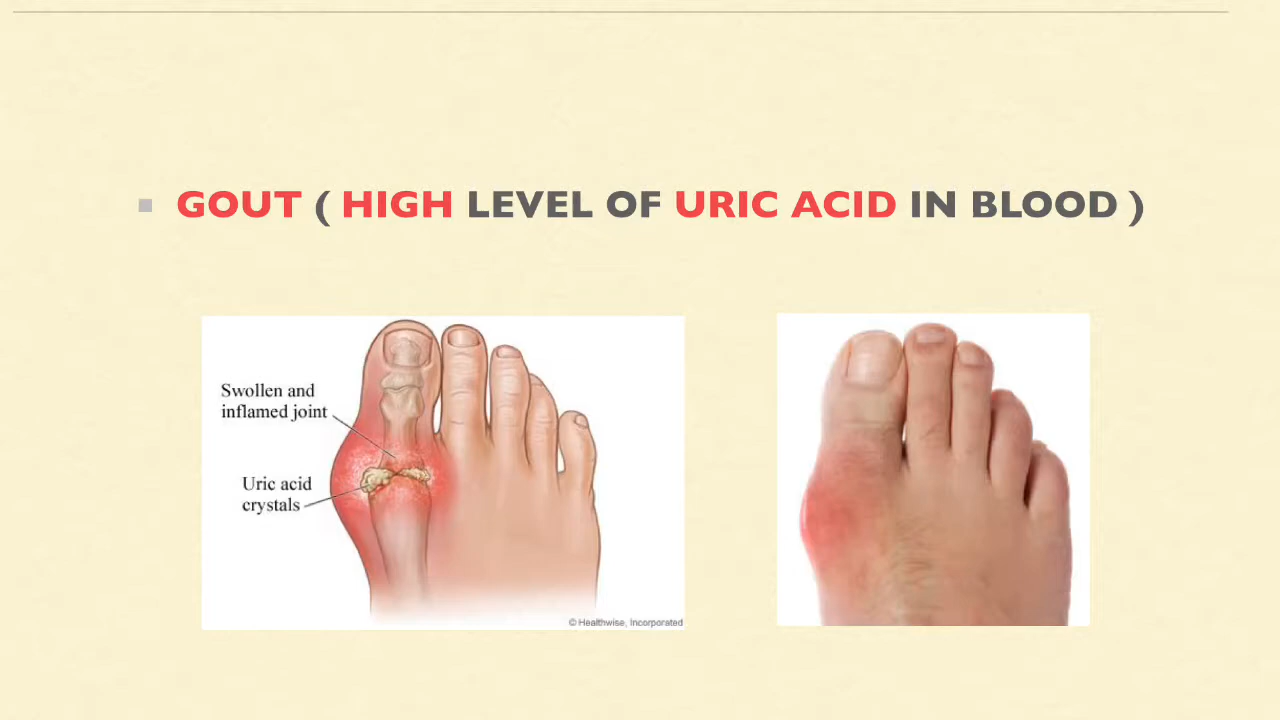 GOUT ( HIGH LEVEL OF URIC ACID IN BLOOD )
Swollen and
inflamed joint
Uric acid
crystals
© Healthwise, Incorporated